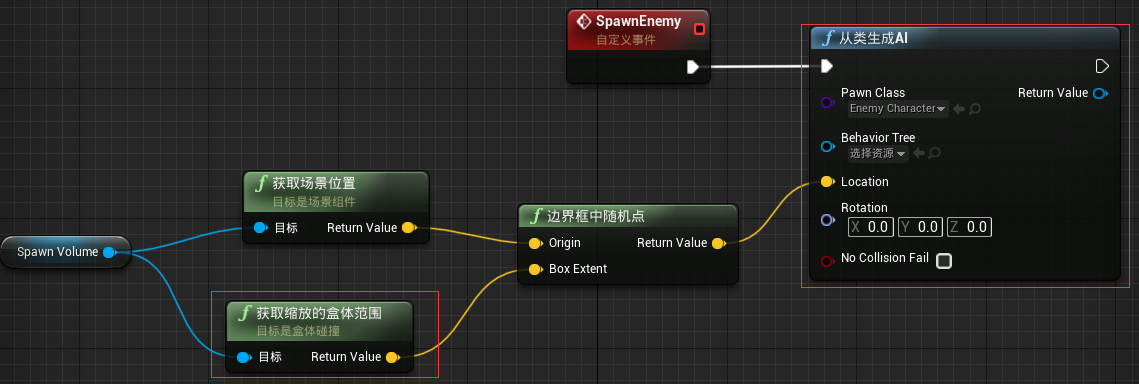 SpawnEnemy
自定义事件
从类生成AI
Pawn Class
Return Value
Enemy Character
Behavior Tree
选择资源
Location
Rotation
X 0.0 Y 0.0 Z 0.0
No Collision Fail
获取场景位置
目标是场景组件
目标 Return Value
边界框中随机点
Origin Return Value
Box Extent
Spawn Volume
获取缩放的盒体范围
目标是盒体碰撞
目标 Return Value